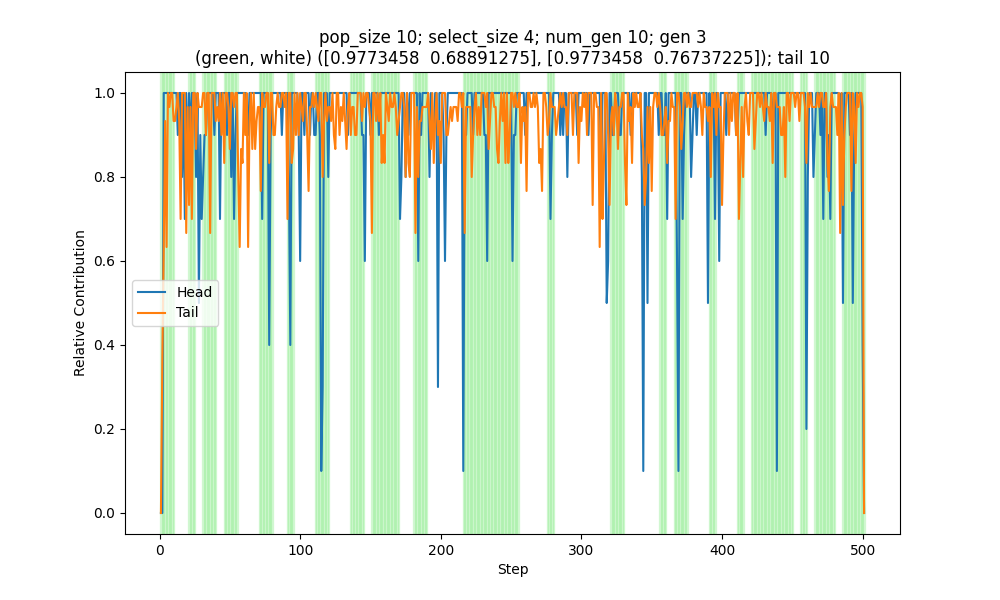 pop_size 10; select_size 4; num_gen 10; gen 3
(green, white) ([0.9773458  0.68891275], [0.9773458  0.76737225]); tail 10
1.0
0.8
0.6
0.4
0.2
0.0
Relative Contribution
Head
Tail
0
100
200
300
400
500
Step